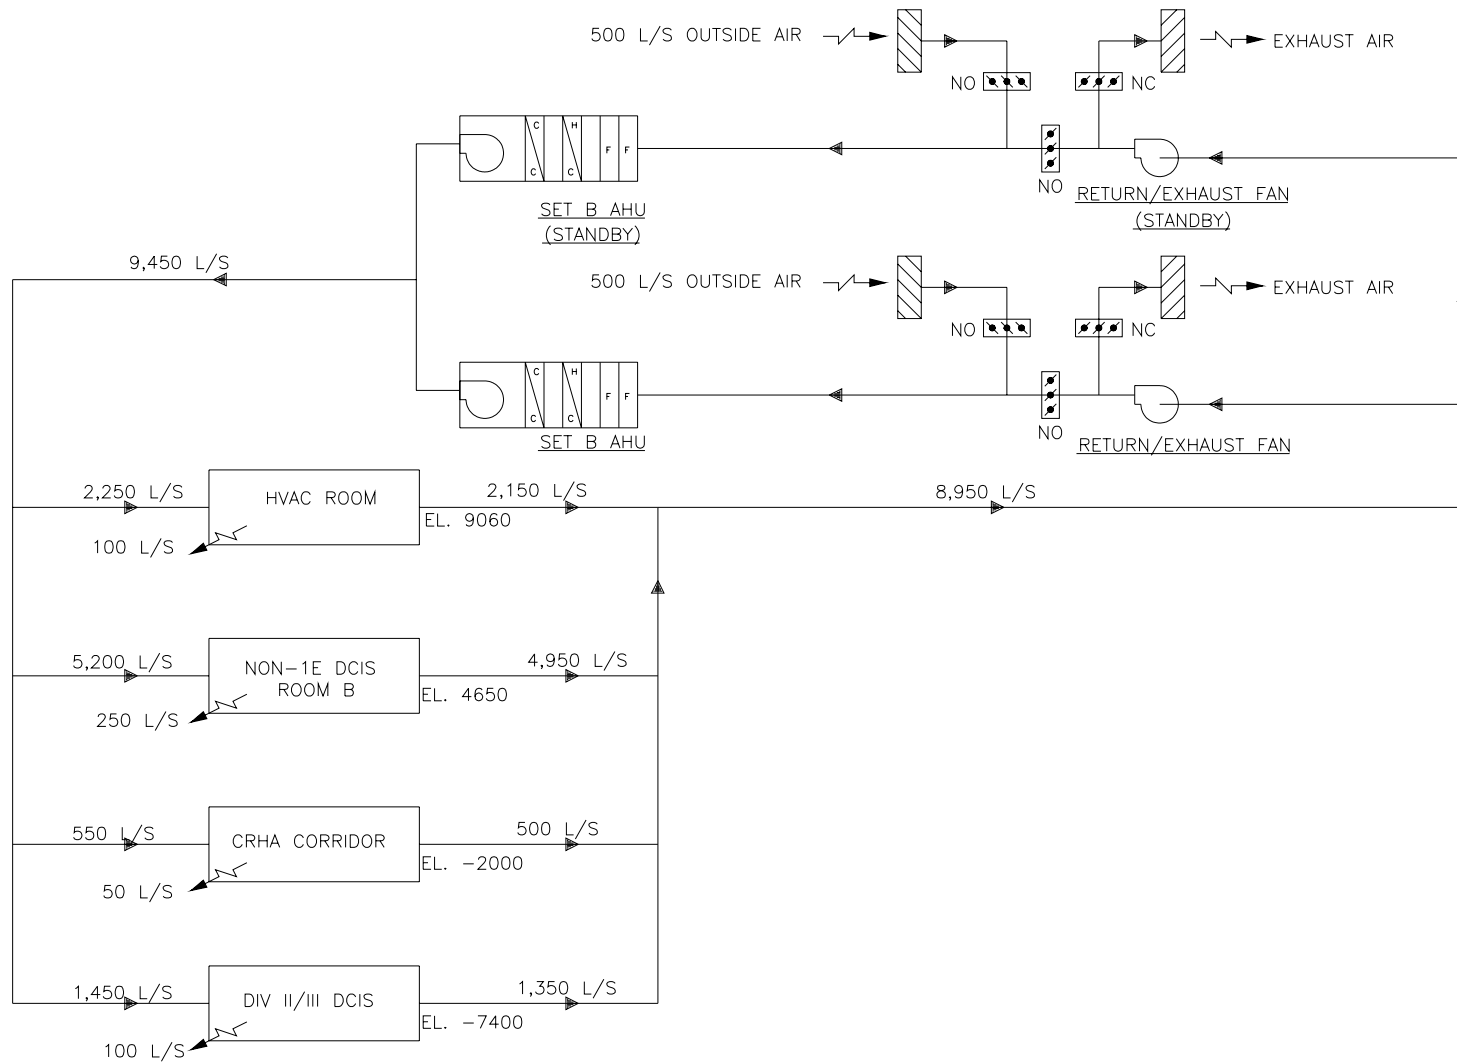 500 L/S OUTSIDE AIR
EXHAUST AIR
NO
NC
C
H
F F
C
C
NO
SET B AHU
(STANDBY)
RETURN/EXHAUST FAN
(STANDBY)
9,450 L/S
500 L/S OUTSIDE AIR
EXHAUST AIR
NO
NC
C
H
F F
C
C
NO
SET B AHU
RETURN/EXHAUST FAN
2,250 L/S
HVAC ROOM
2,150 L/S
8,950 L/S
EL. 9060
100 L/S
5,200 L/S
NON-1E DCIS
ROOM B
4,950 L/S
EL. 4650
250 L/S
550 L/S
CRHA CORRIDOR
500 L/S
EL. -2000
50 L/S
1,450 L/S
DIV II/III DCIS
1,350 L/S
EL. -7400
100 L/S